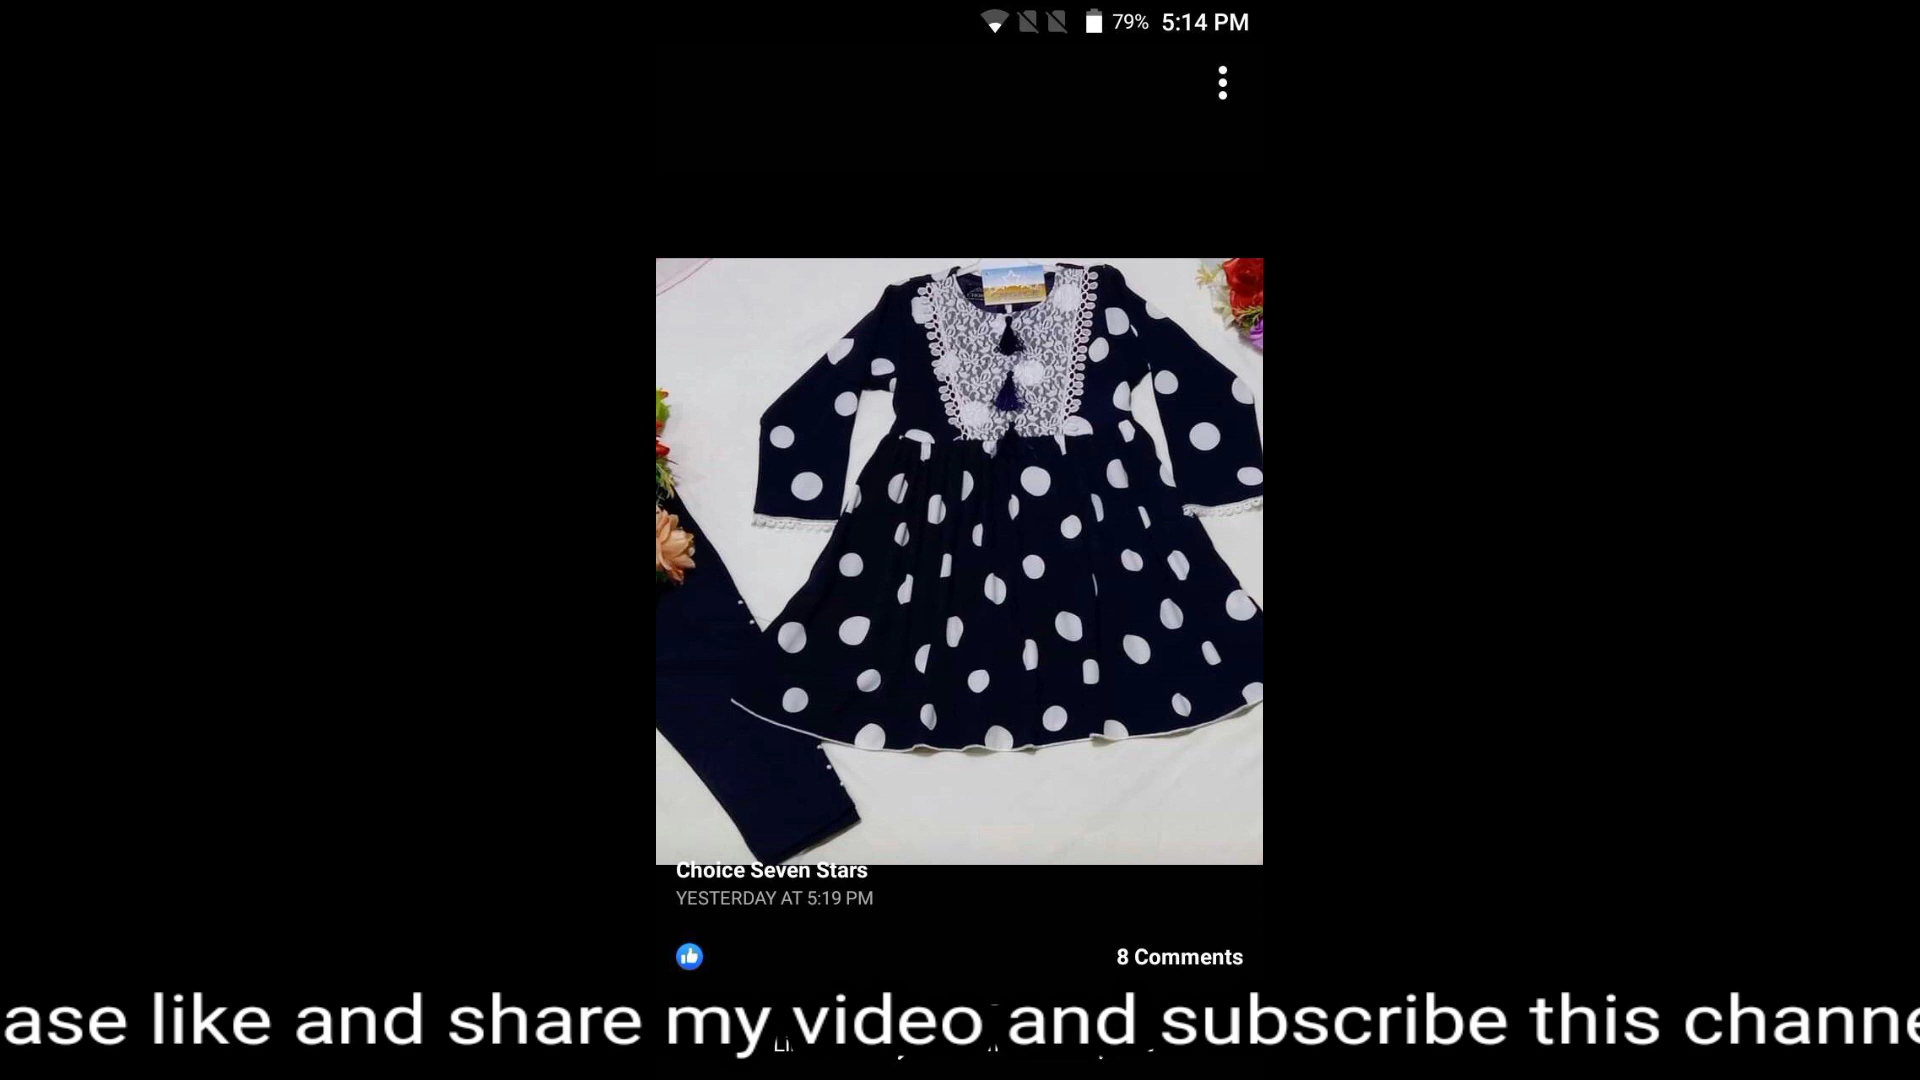 79% 5:14 PM
Choice Seven Stars
YESTERDAY AT 5:19 PM
8 Comments
ase like and share my video and subscribe this channe